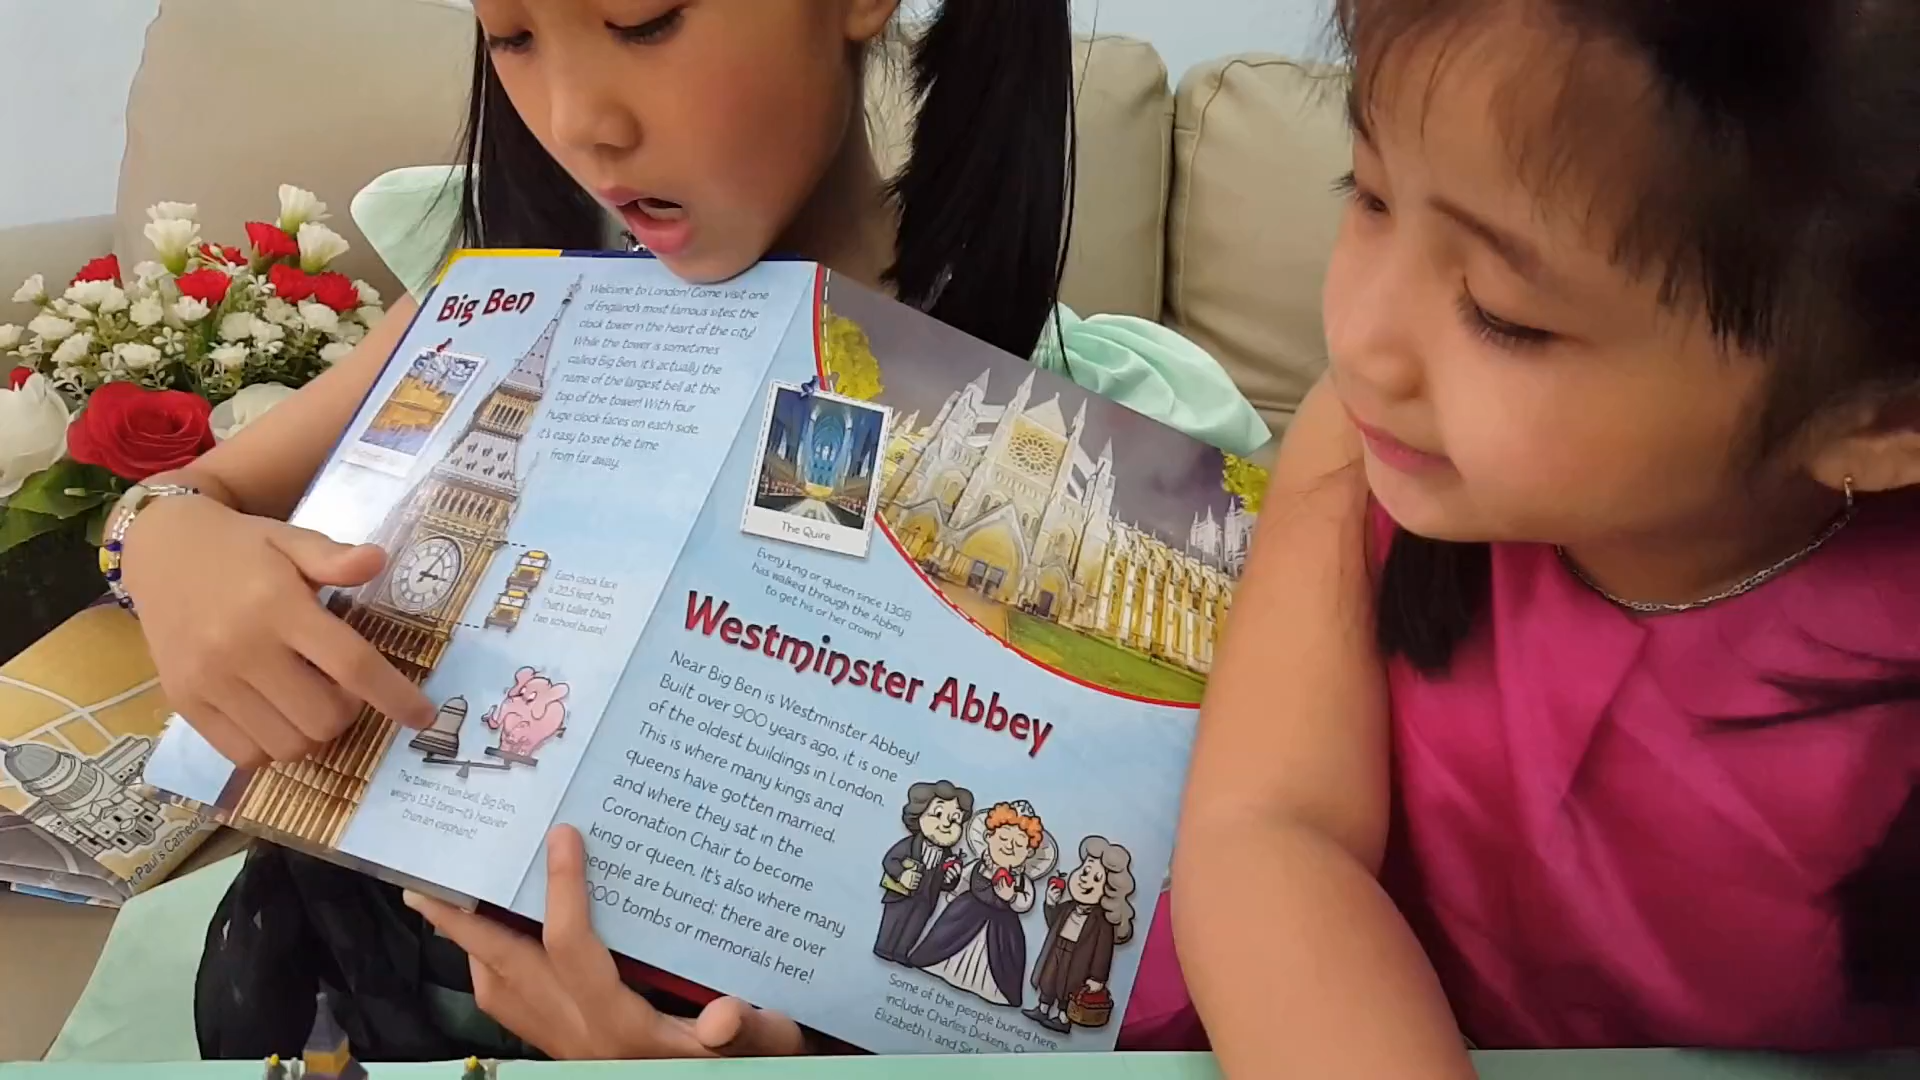 Big Ben
Welcome to London! Come visit one
of England's most famous sites: the
clock tower in the heart of the city!
While the tower is sometimes
called Big Ben, it's actually the
name of the largest bell at the
top of the tower! With four
huge clock faces on each side,
it's easy to see the time
from far away.
Each clock face
is 22.5 feet high.
That's taller than
two school buses!
The tower's main bell, Big Ben,
weighs 13.5 tons—it's heavier
than an elephant!
The Quire
Every king or queen since 1308
has walked through the Abbey
to get his or her crown!
Westminster Abbey
Near Big Ben is Westminster Abbey!
Built over 900 years ago, it is one
of the oldest buildings in London.
This is where many kings and
queens have gotten married,
and where they sat in the
Coronation Chair to become
king or queen. It's also where many
people are buried; there are over
000 tombs or memorials here!
Some of the people buried here
include Charles Dickens,
Elizabeth I, and Sir
Paul's Cathedral